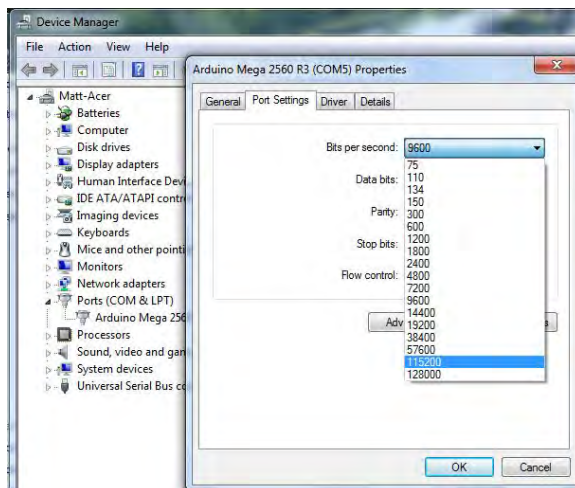 Device Manager
File Action View Help
Matt-Acer
Batteries
Computer
Disk drives
Display adapters
Human Interface Devi
IDE ATA/ATAPI contr
Imaging devices
Keyboards
Mice and other pointi
Monitors
Network adapters
Ports (COM & LPT)
Arduino Mega 256
Processors
Sound, video and gam
System devices
Universal Serial Bus co
Arduino Mega 2560 R3 (COM5) Properties
General Port Settings Driver Details
Bits per second: 9600
Data bits:
Parity:
Stop bits:
Flow control:
75
110
134
150
300
600
1200
1800
2400
4800
7200
9600
14400
19200
38400
57600
115200
128000
Adv
s
OK Cancel